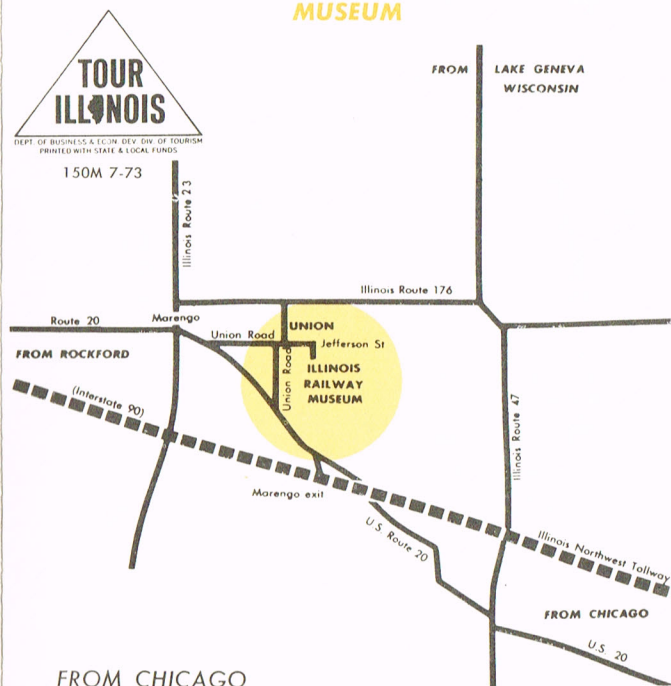 MUSEUM
TOUR
ILLINOIS
DEPT. OF BUSINESS & ECON. DEV. DIV. OF TOURISM
PRINTED WITH STATE & LOCAL FUNDS
150M 7-73
FROM LAKE GENEVA
WISCONSIN
Illinois Route 23
Illinois Route 176
Route 20
Marengo
Union Road
UNION
Jefferson St
FROM ROCKFORD
Union Road
ILLINOIS
RAILWAY
MUSEUM
(Interstate 90)
Illinois Route 47
Marengo exit
U.S. Route 20
Illinois Northwest Tollway
FROM CHICAGO
U.S. 20
FROM CHICAGO